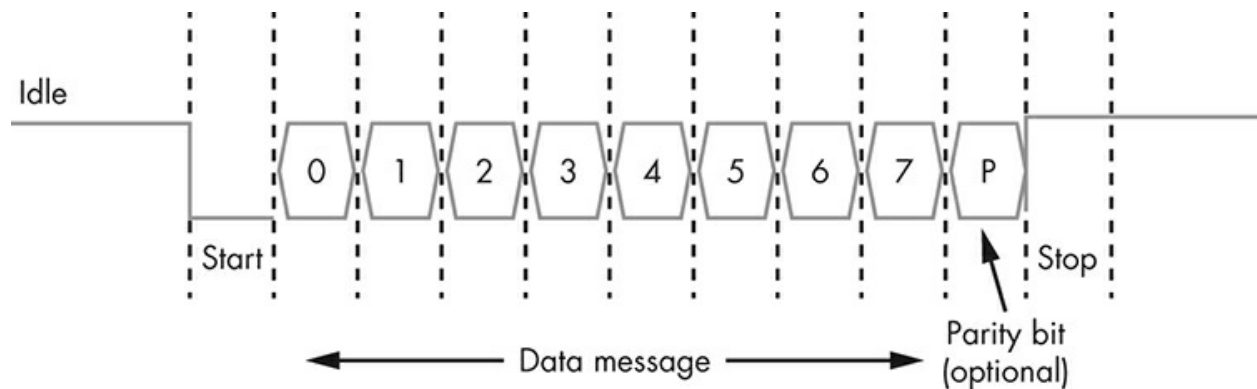 Idle
0 1 2 3 4 5 6 7 P
Start
Stop
Data message
Parity bit
(optional)